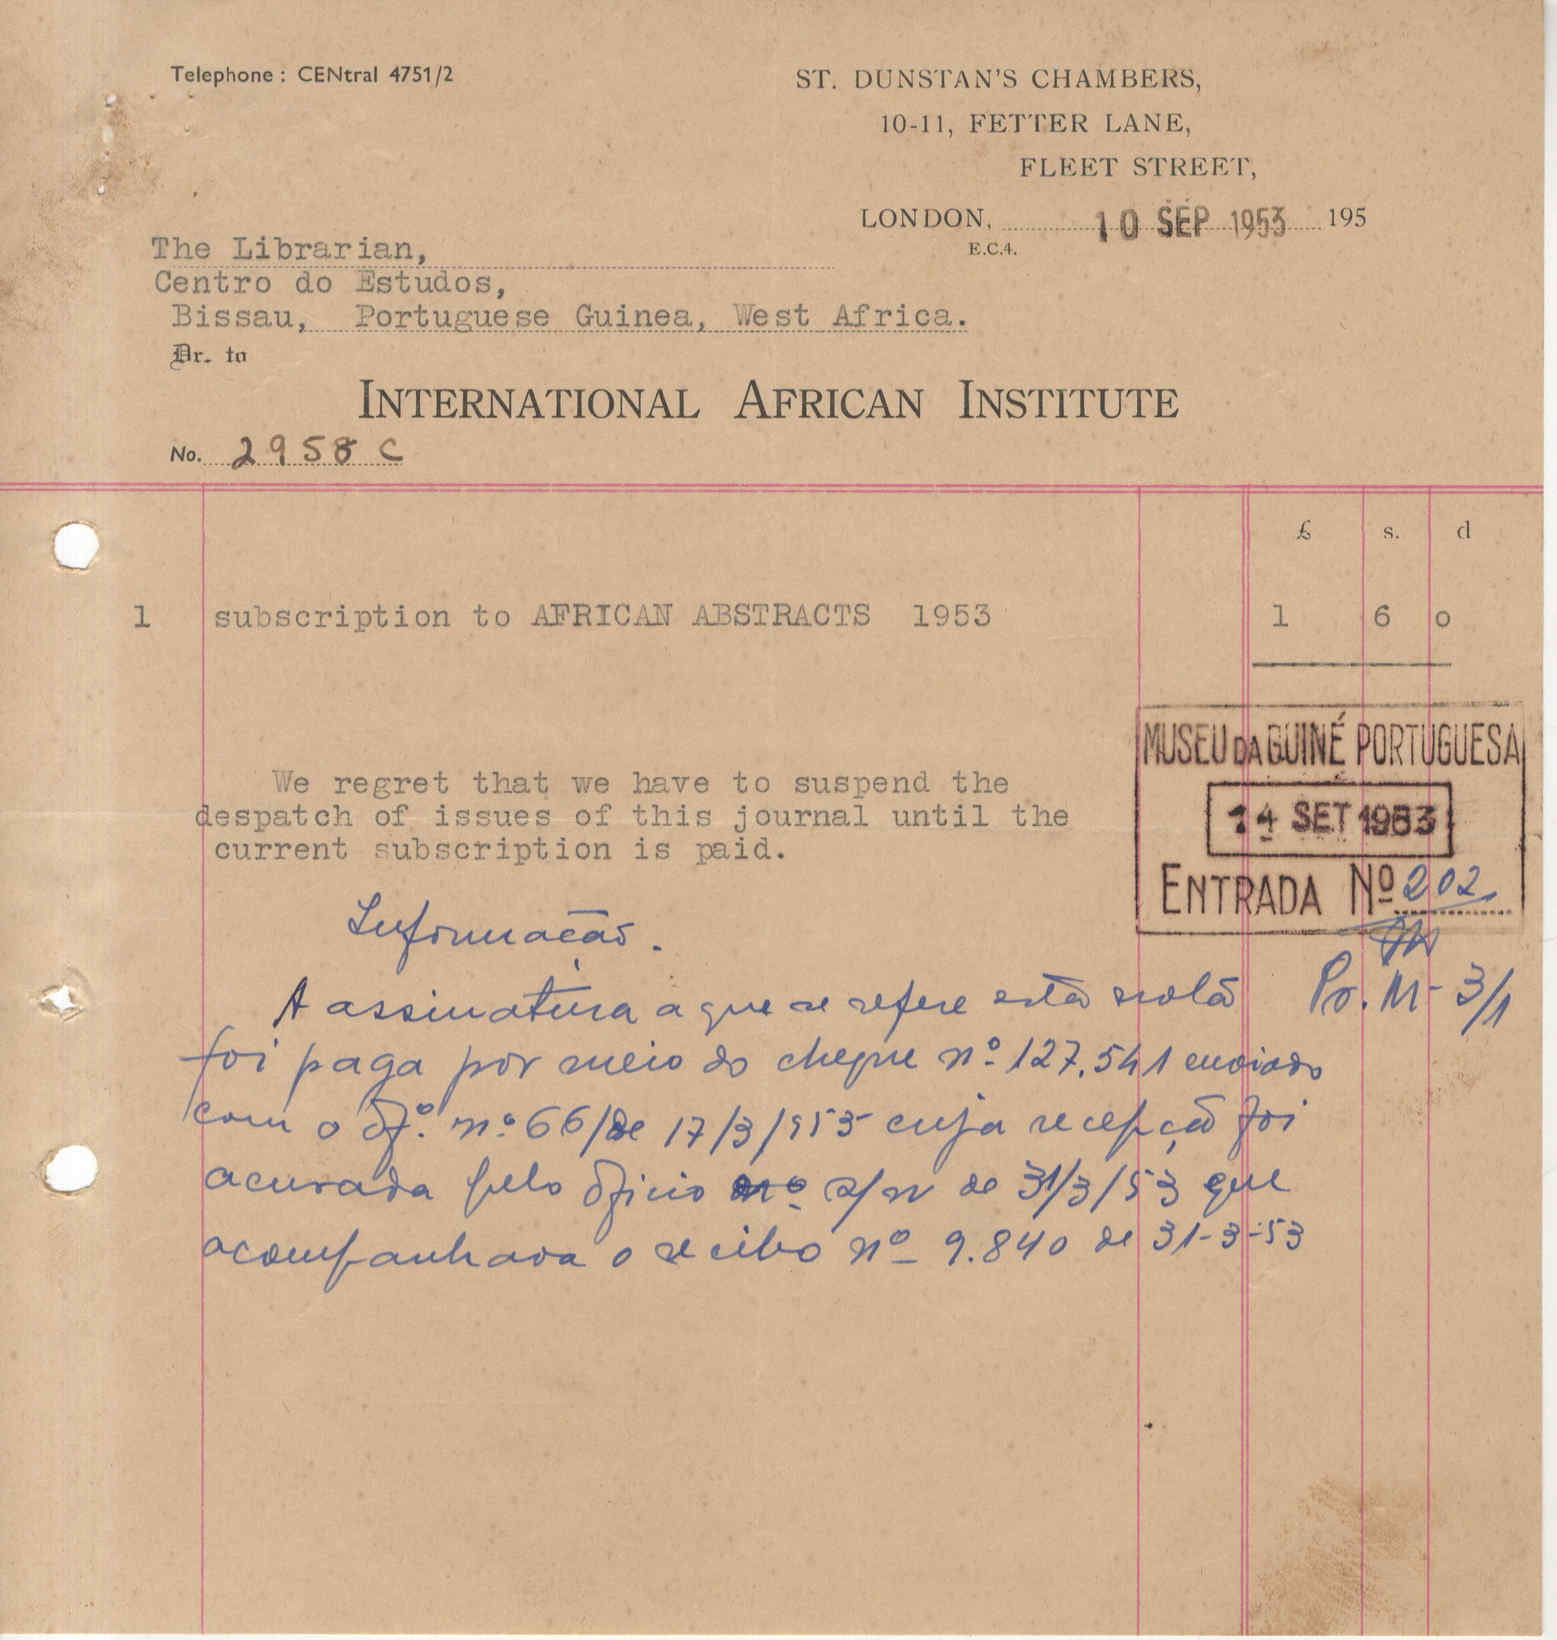 Telephone : CENtral 4751/2
ST. DUNSTAN'S CHAMBERS,
10-11, FETTER LANE,
FLEET STREET,
LONDON, 10 SEP 1953 195
E.C.4.
The Librarian,
Centro do Estudos,
Bissau, Portuguese Guinea, West Africa.
Dr. to
INTERNATIONAL AFRICAN INSTITUTE
No. 2958 C
£ s. d
1 subscription to AFRICAN ABSTRACTS 1953 1 6 0
MUSEU DA GUINÉ PORTUGUESA
14 SET 1953
ENTRADA Nº 202
We regret that we have to suspend the
despatch of issues of this journal until the
current subscription is paid.
Informação.
Pr. M- 3/1
A assinatura a que se refere esta nota
foi paga por meio do cheque nº 127.541 enviado
com o of.º nº 66/de 17/3/953 cuja recepção foi
acusada pelo ofício nº s/n de 31/3/53 que
acompanhava o recibo nº 9.840 de 31-3-53